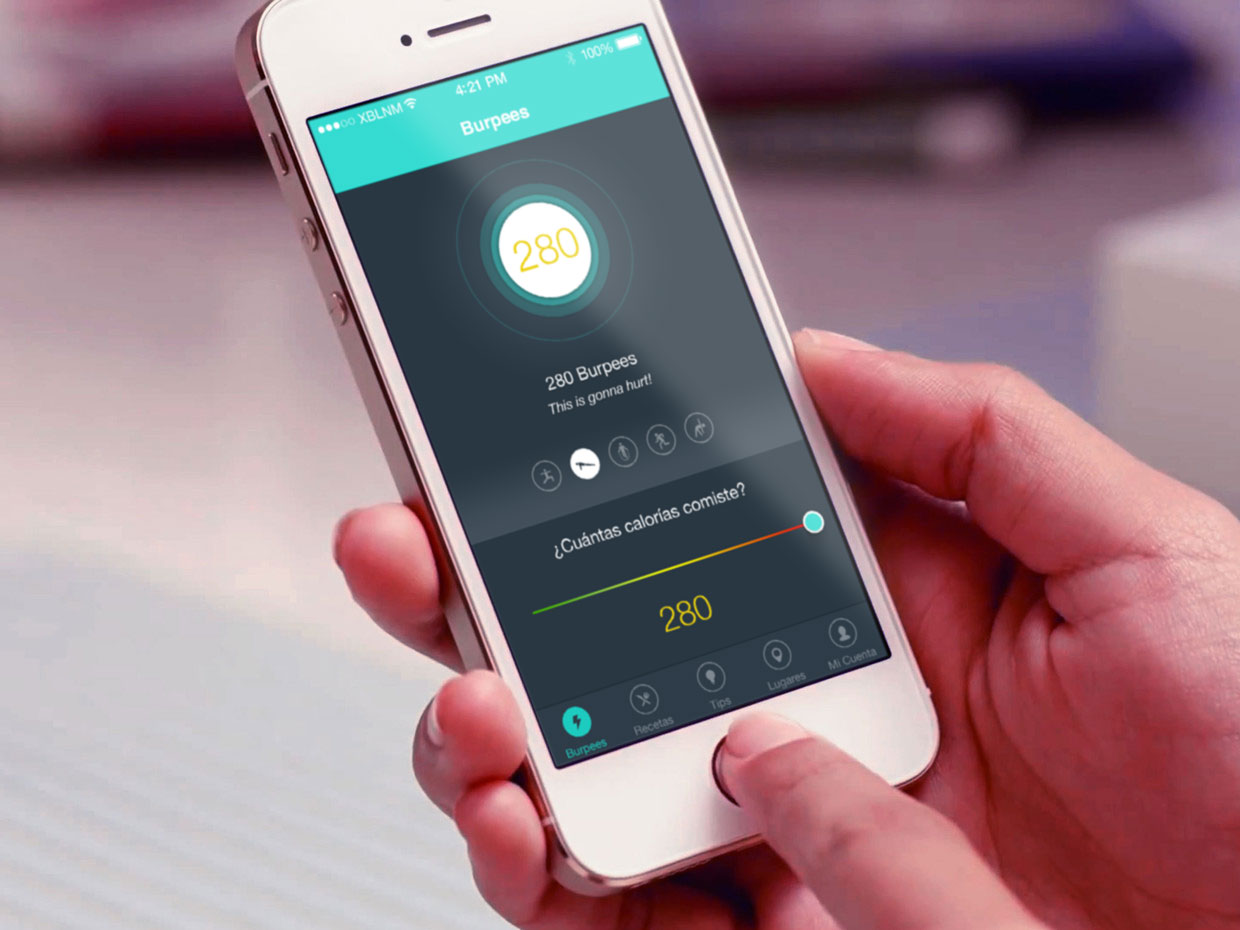 XBLNM 4:21 PM 100%
Burpees
280
280 Burpees
This is gonna hurt!
¿Cuántas calorías comiste?
280
Burpees Recetas Tips Lugares Mi Cuenta